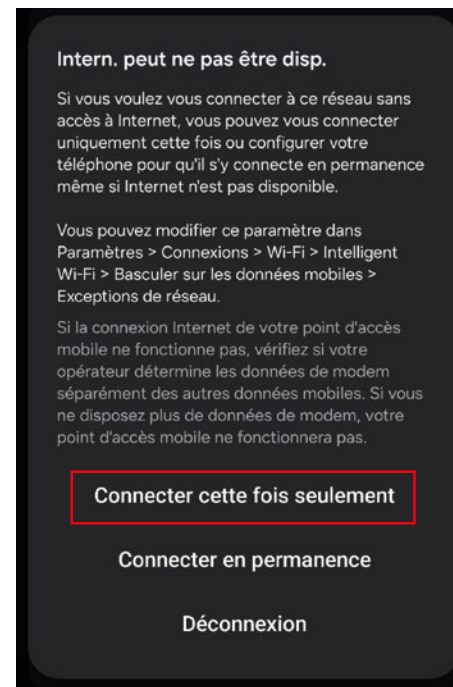 Intern. peut ne pas être disp.
Si vous voulez vous connecter à ce réseau sans
accès à Internet, vous pouvez vous connecter
uniquement cette fois ou configurer votre
téléphone pour qu'il s'y connecte en permanence
même si Internet n'est pas disponible.
Vous pouvez modifier ce paramètre dans
Paramètres > Connexions > Wi-Fi > Intelligent
Wi-Fi > Basculer sur les données mobiles >
Exceptions de réseau.
Si la connexion Internet de votre point d'accès
mobile ne fonctionne pas, vérifiez si votre
opérateur détermine les données de modem
séparément des autres données mobiles. Si vous
ne disposez plus de données de modem, votre
point d'accès mobile ne fonctionnera pas.
Connecter cette fois seulement
Connecter en permanence
Déconnexion